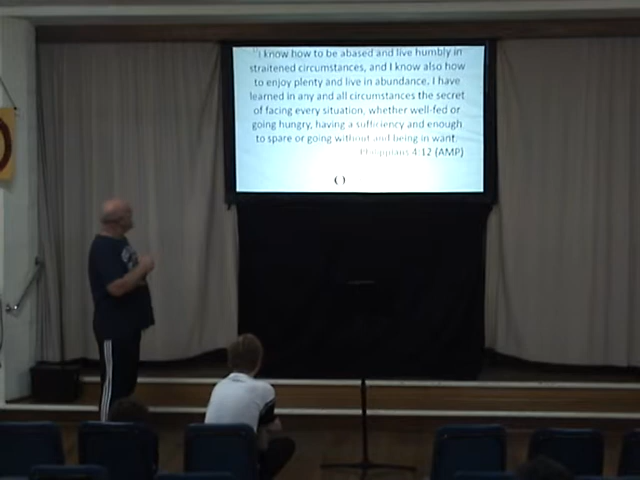 "I know how to be abased and live humbly in
straitened circumstances, and I know also how
to enjoy plenty and live in abundance. I have
learned in any and all circumstances the secret
of facing every situation, whether well-fed or
going hungry, having a sufficiency and enough
to spare or going without and being in want.
Philippians 4:12 (AMP)
()